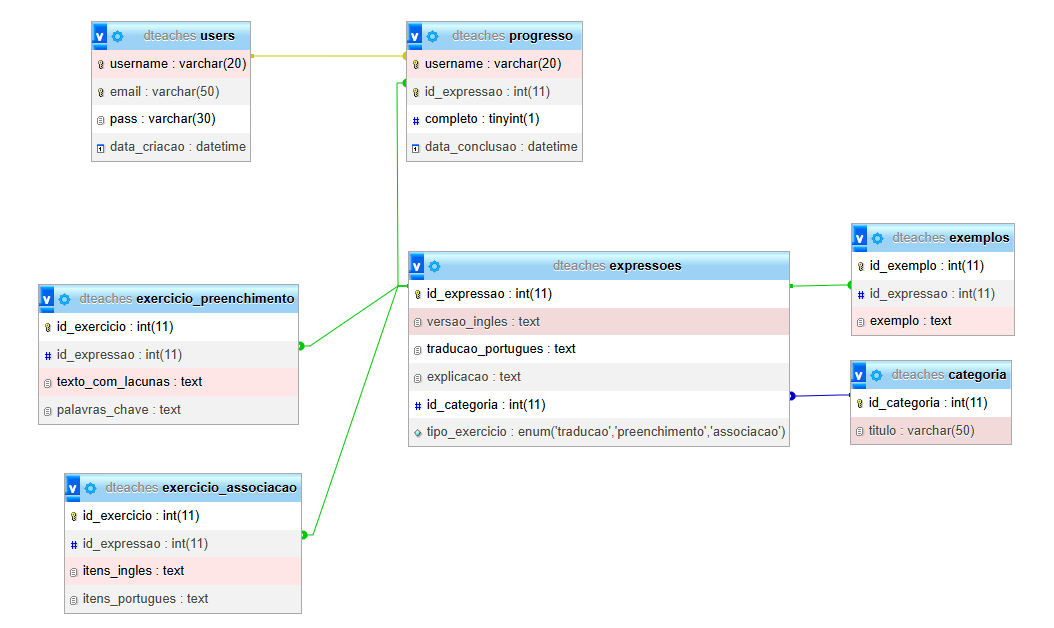 dteaches users
username : varchar(20)
email : varchar(50)
pass : varchar(30)
data_criacao : datetime
dteaches progresso
username : varchar(20)
id_expressao : int(11)
completo : tinyint(1)
data_conclusao : datetime
dteaches exemplos
id_exemplo : int(11)
id_expressao : int(11)
exemplo : text
dteaches expressoes
id_expressao : int(11)
versao_ingles : text
traducao_portugues : text
explicacao : text
id_categoria : int(11)
tipo_exercicio : enum('traducao','preenchimento','associacao')
dteaches exercicio_preenchimento
id_exercicio : int(11)
id_expressao : int(11)
texto_com_lacunas : text
palavras_chave : text
dteaches categoria
id_categoria : int(11)
titulo : varchar(50)
dteaches exercicio_associacao
id_exercicio : int(11)
id_expressao : int(11)
itens_ingles : text
itens_portugues : text